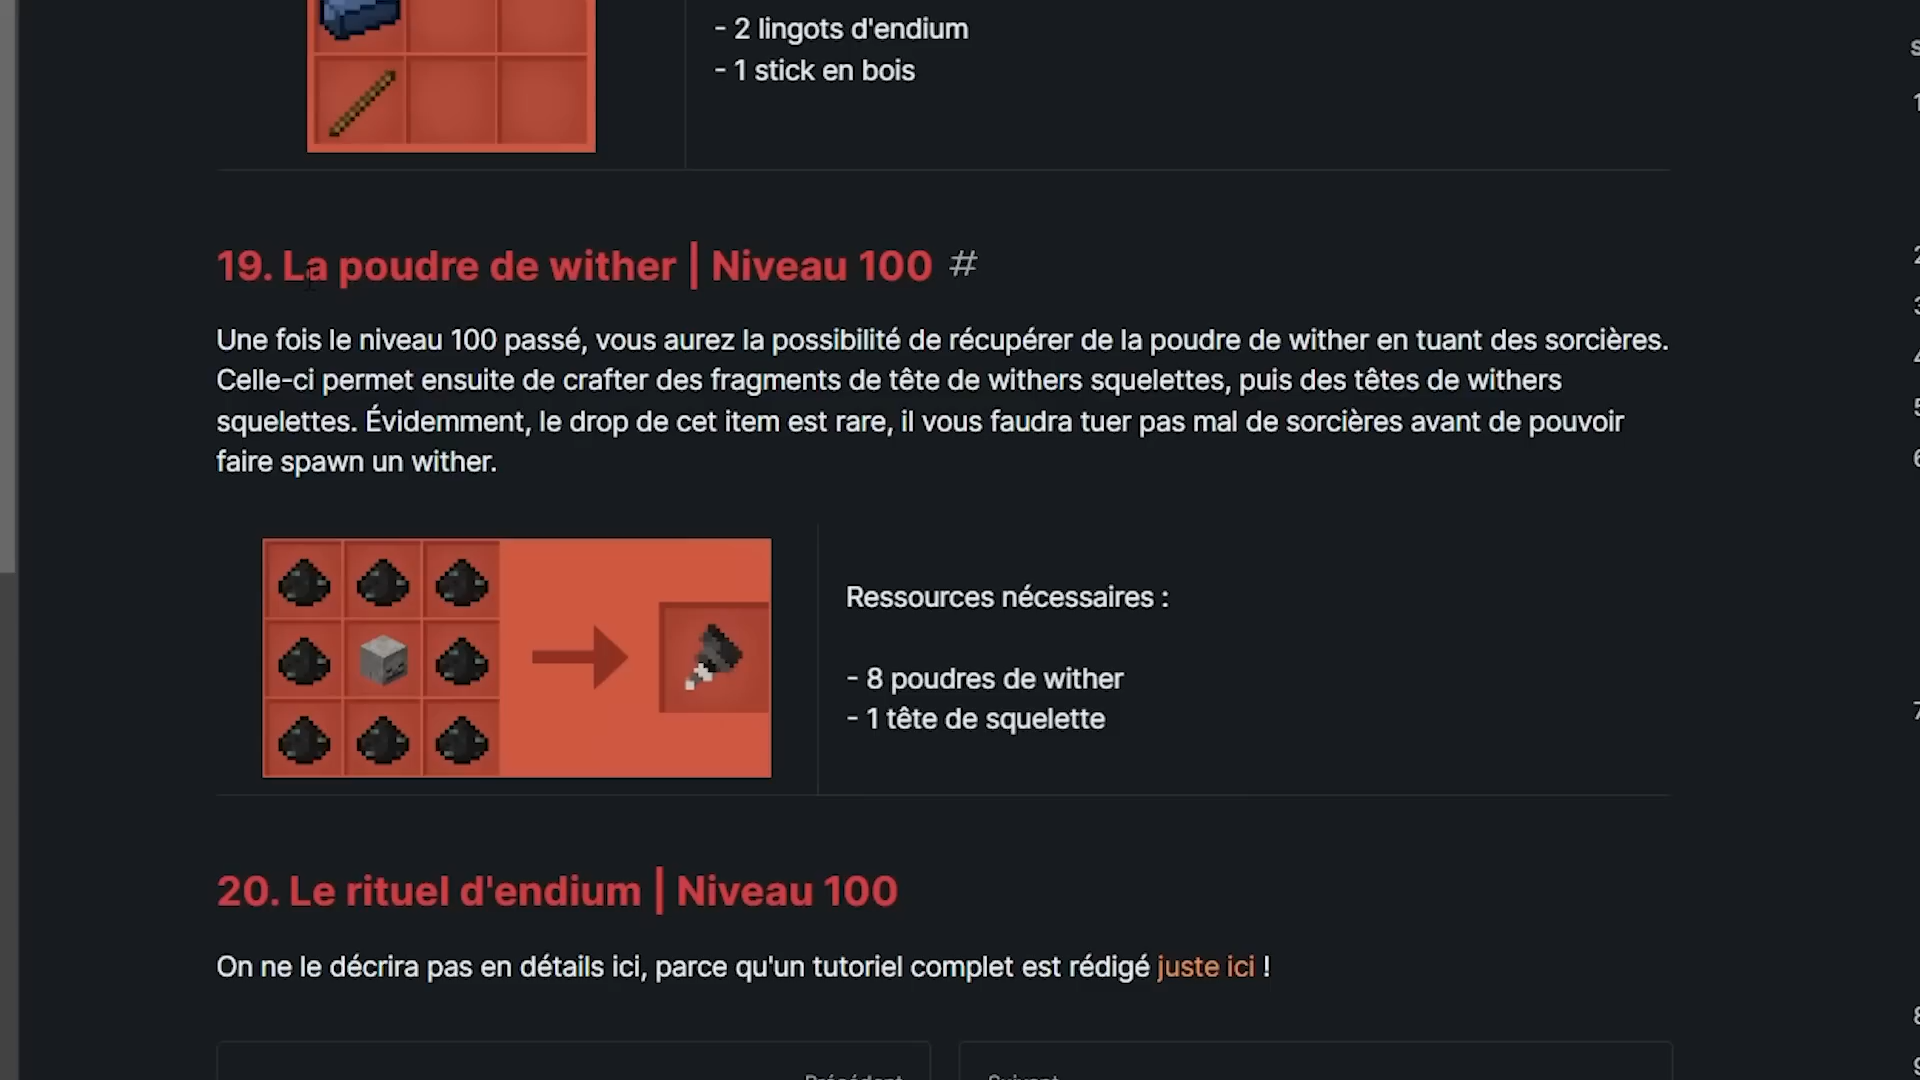 - 2 lingots d'endium
- 1 stick en bois
19. La poudre de wither | Niveau 100 #
Une fois le niveau 100 passé, vous aurez la possibilité de récupérer de la poudre de wither en tuant des sorcières.
Celle-ci permet ensuite de crafter des fragments de tête de withers squelettes, puis des têtes de withers
squelettes. Évidemment, le drop de cet item est rare, il vous faudra tuer pas mal de sorcières avant de pouvoir
faire spawn un wither.
Ressources nécessaires :
- 8 poudres de wither
- 1 tête de squelette
20. Le rituel d'endium | Niveau 100
On ne le décrira pas en détails ici, parce qu'un tutoriel complet est rédigé juste ici !